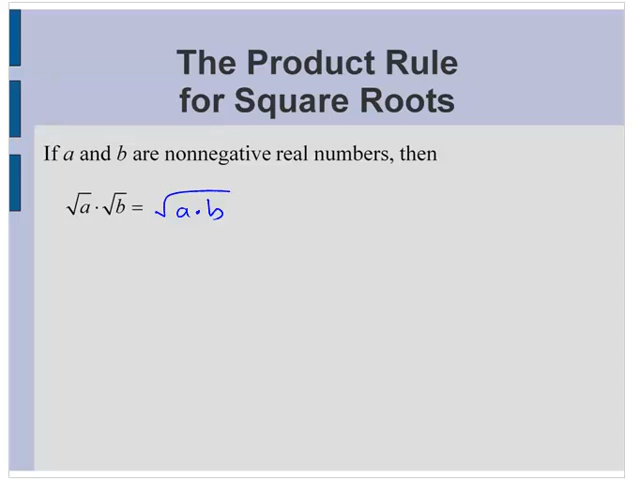 The Product Rule
for Square Roots
If a and b are nonnegative real numbers, then
√a · √b = √a · b